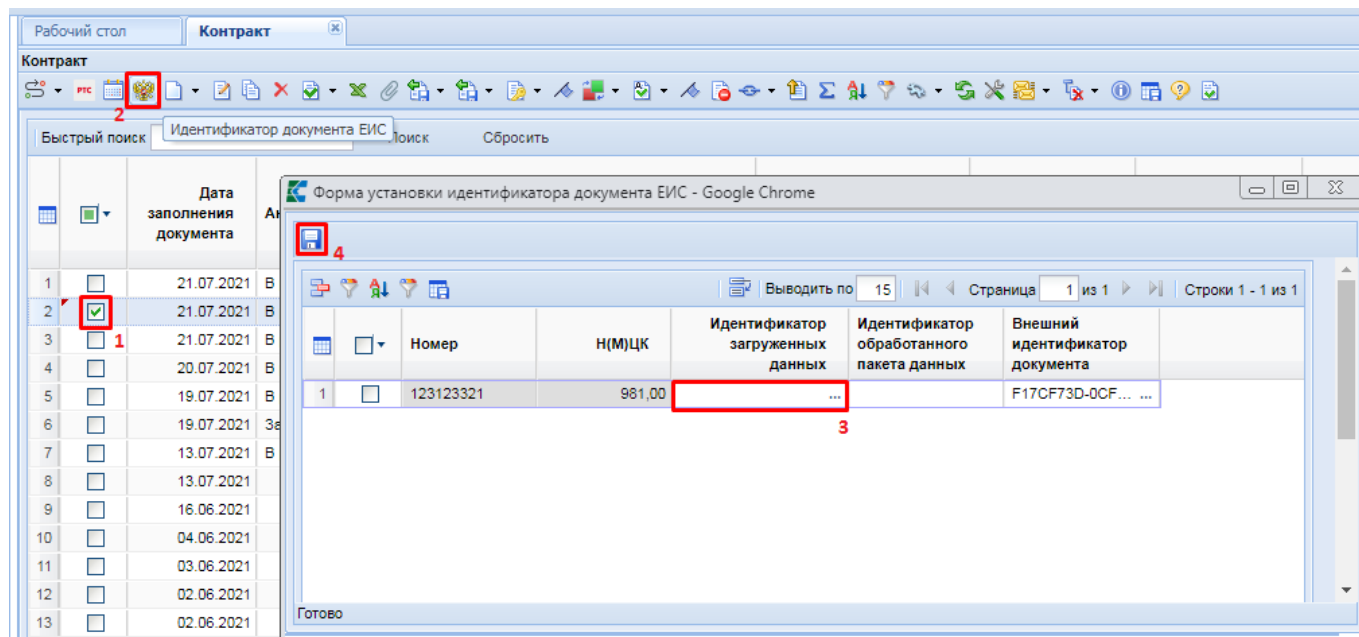 Рабочий стол
Контракт
Контракт
РТС
2
Быстрый поиск
Идентификатор документа ЕИС
Сбросить
Дата заполнения документа
Форма установки идентификатора документа ЕИС - Google Chrome
4
Выводить по 15 Страница 1 из 1 Строки 1 - 1 из 1
Номер
Н(М)ЦК
Идентификатор загруженных данных
Идентификатор обработанного пакета данных
Внешний идентификатор документа
1 123123321 981,00 ... F17CF73D-0CF... ...
3
Готово
1 21.07.2021 В
2 21.07.2021 В
1
3 21.07.2021 В
4 20.07.2021 В
5 19.07.2021 В
6 19.07.2021 За
7 13.07.2021 В
8 13.07.2021
9 16.06.2021
10 04.06.2021
11 03.06.2021
12 02.06.2021
13 02.06.2021